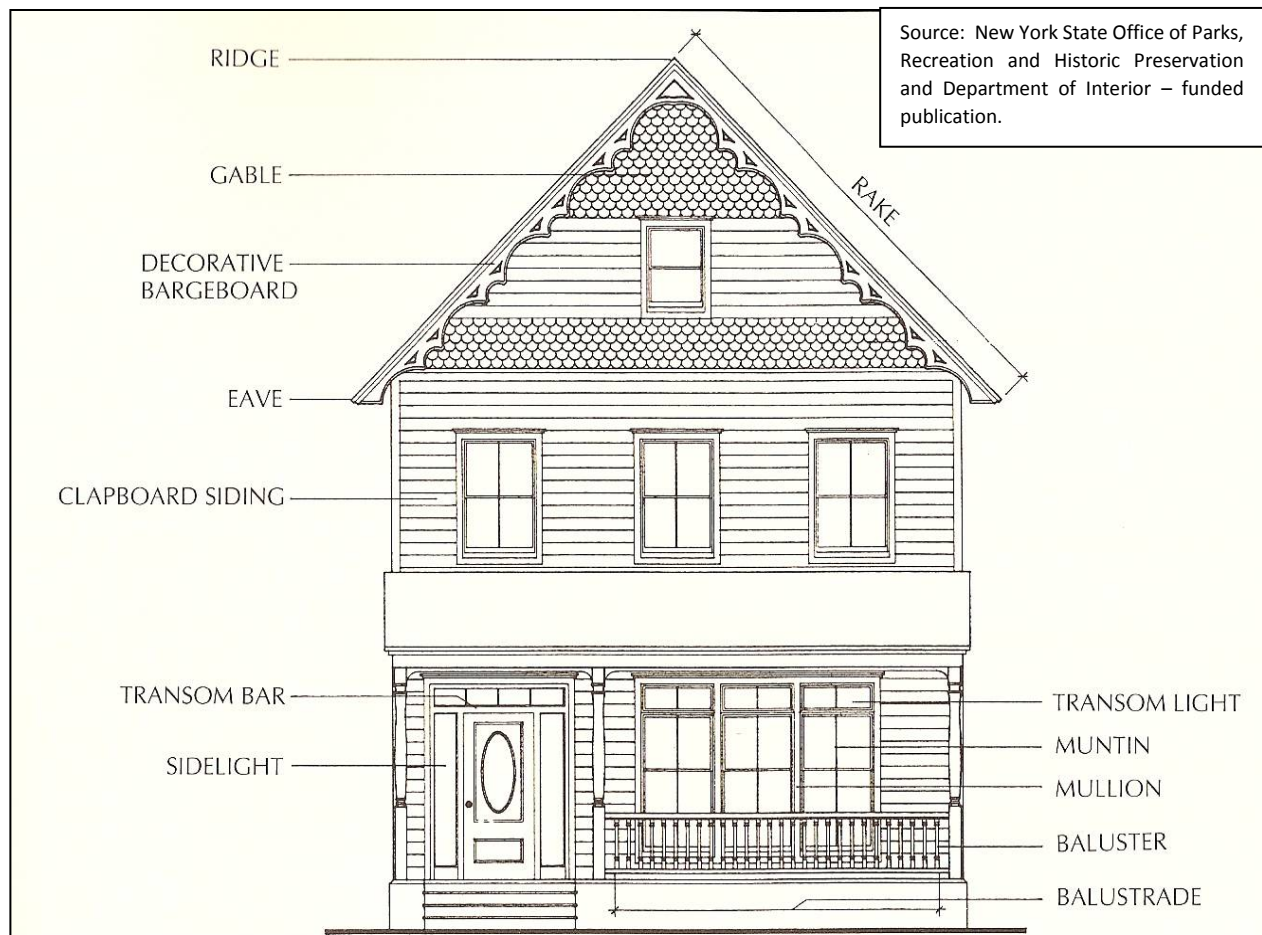 Source: New York State Office of Parks,
Recreation and Historic Preservation
and Department of Interior – funded
publication.
RIDGE
GABLE
RAKE
DECORATIVE
BARGEBOARD
EAVE
CLAPBOARD SIDING
TRANSOM BAR
SIDELIGHT
TRANSOM LIGHT
MUNTIN
MULLION
BALUSTER
BALUSTRADE